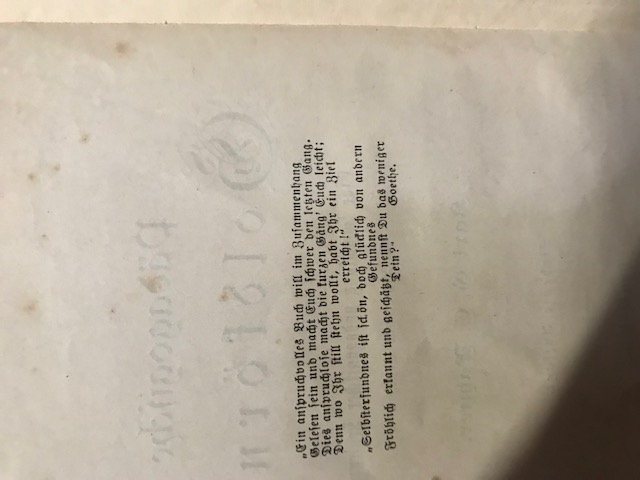 „Ein anspruchvolles Buch will im Zusammenhang
Gelesen sein und macht Euch schwer den letzten Gang.
Dies anspruchlose macht die kurzen Gäng' Euch leicht;
Denn wo Ihr still stehn wollt, habt Ihr ein Ziel
erreicht!“
„Selbsterfundnes ist schön, doch glücklich von andern
Gefundnes
Fröhlich erkannt und geschätzt, nennst Du das weniger
Dein?“ Goethe.